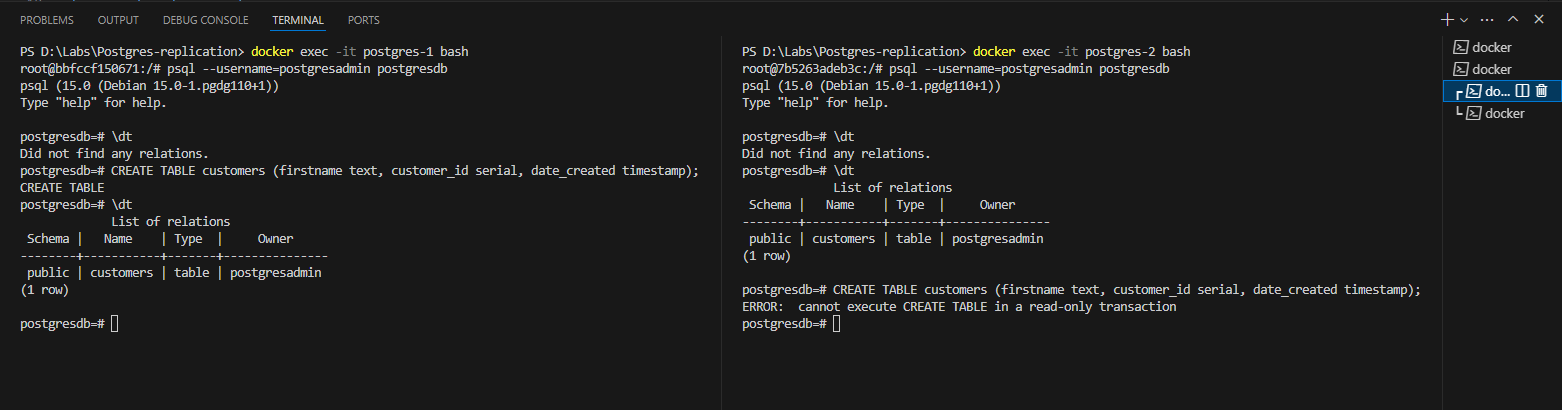 PROBLEMS OUTPUT DEBUG CONSOLE TERMINAL PORTS
PS D:\Labs\Postgres-replication> docker exec -it postgres-1 bash
root@bbfccf150671:/# psql --username=postgresadmin postgresdb
psql (15.0 (Debian 15.0-1.pgdg110+1))
Type "help" for help.

postgresdb=# \dt
Did not find any relations.
postgresdb=# CREATE TABLE customers (firstname text, customer_id serial, date_created timestamp);
CREATE TABLE
postgresdb=# \dt
List of relations
Schema | Name | Type | Owner
--------+-----------+-------+---------------
public | customers | table | postgresadmin
(1 row)

postgresdb=#
PS D:\Labs\Postgres-replication> docker exec -it postgres-2 bash
root@7b5263adeb3c:/# psql --username=postgresadmin postgresdb
psql (15.0 (Debian 15.0-1.pgdg110+1))
Type "help" for help.

postgresdb=# \dt
Did not find any relations.
postgresdb=# \dt
List of relations
Schema | Name | Type | Owner
--------+-----------+-------+---------------
public | customers | table | postgresadmin
(1 row)

postgresdb=# CREATE TABLE customers (firstname text, customer_id serial, date_created timestamp);
ERROR:  cannot execute CREATE TABLE in a read-only transaction
postgresdb=#
docker
docker
do...
docker